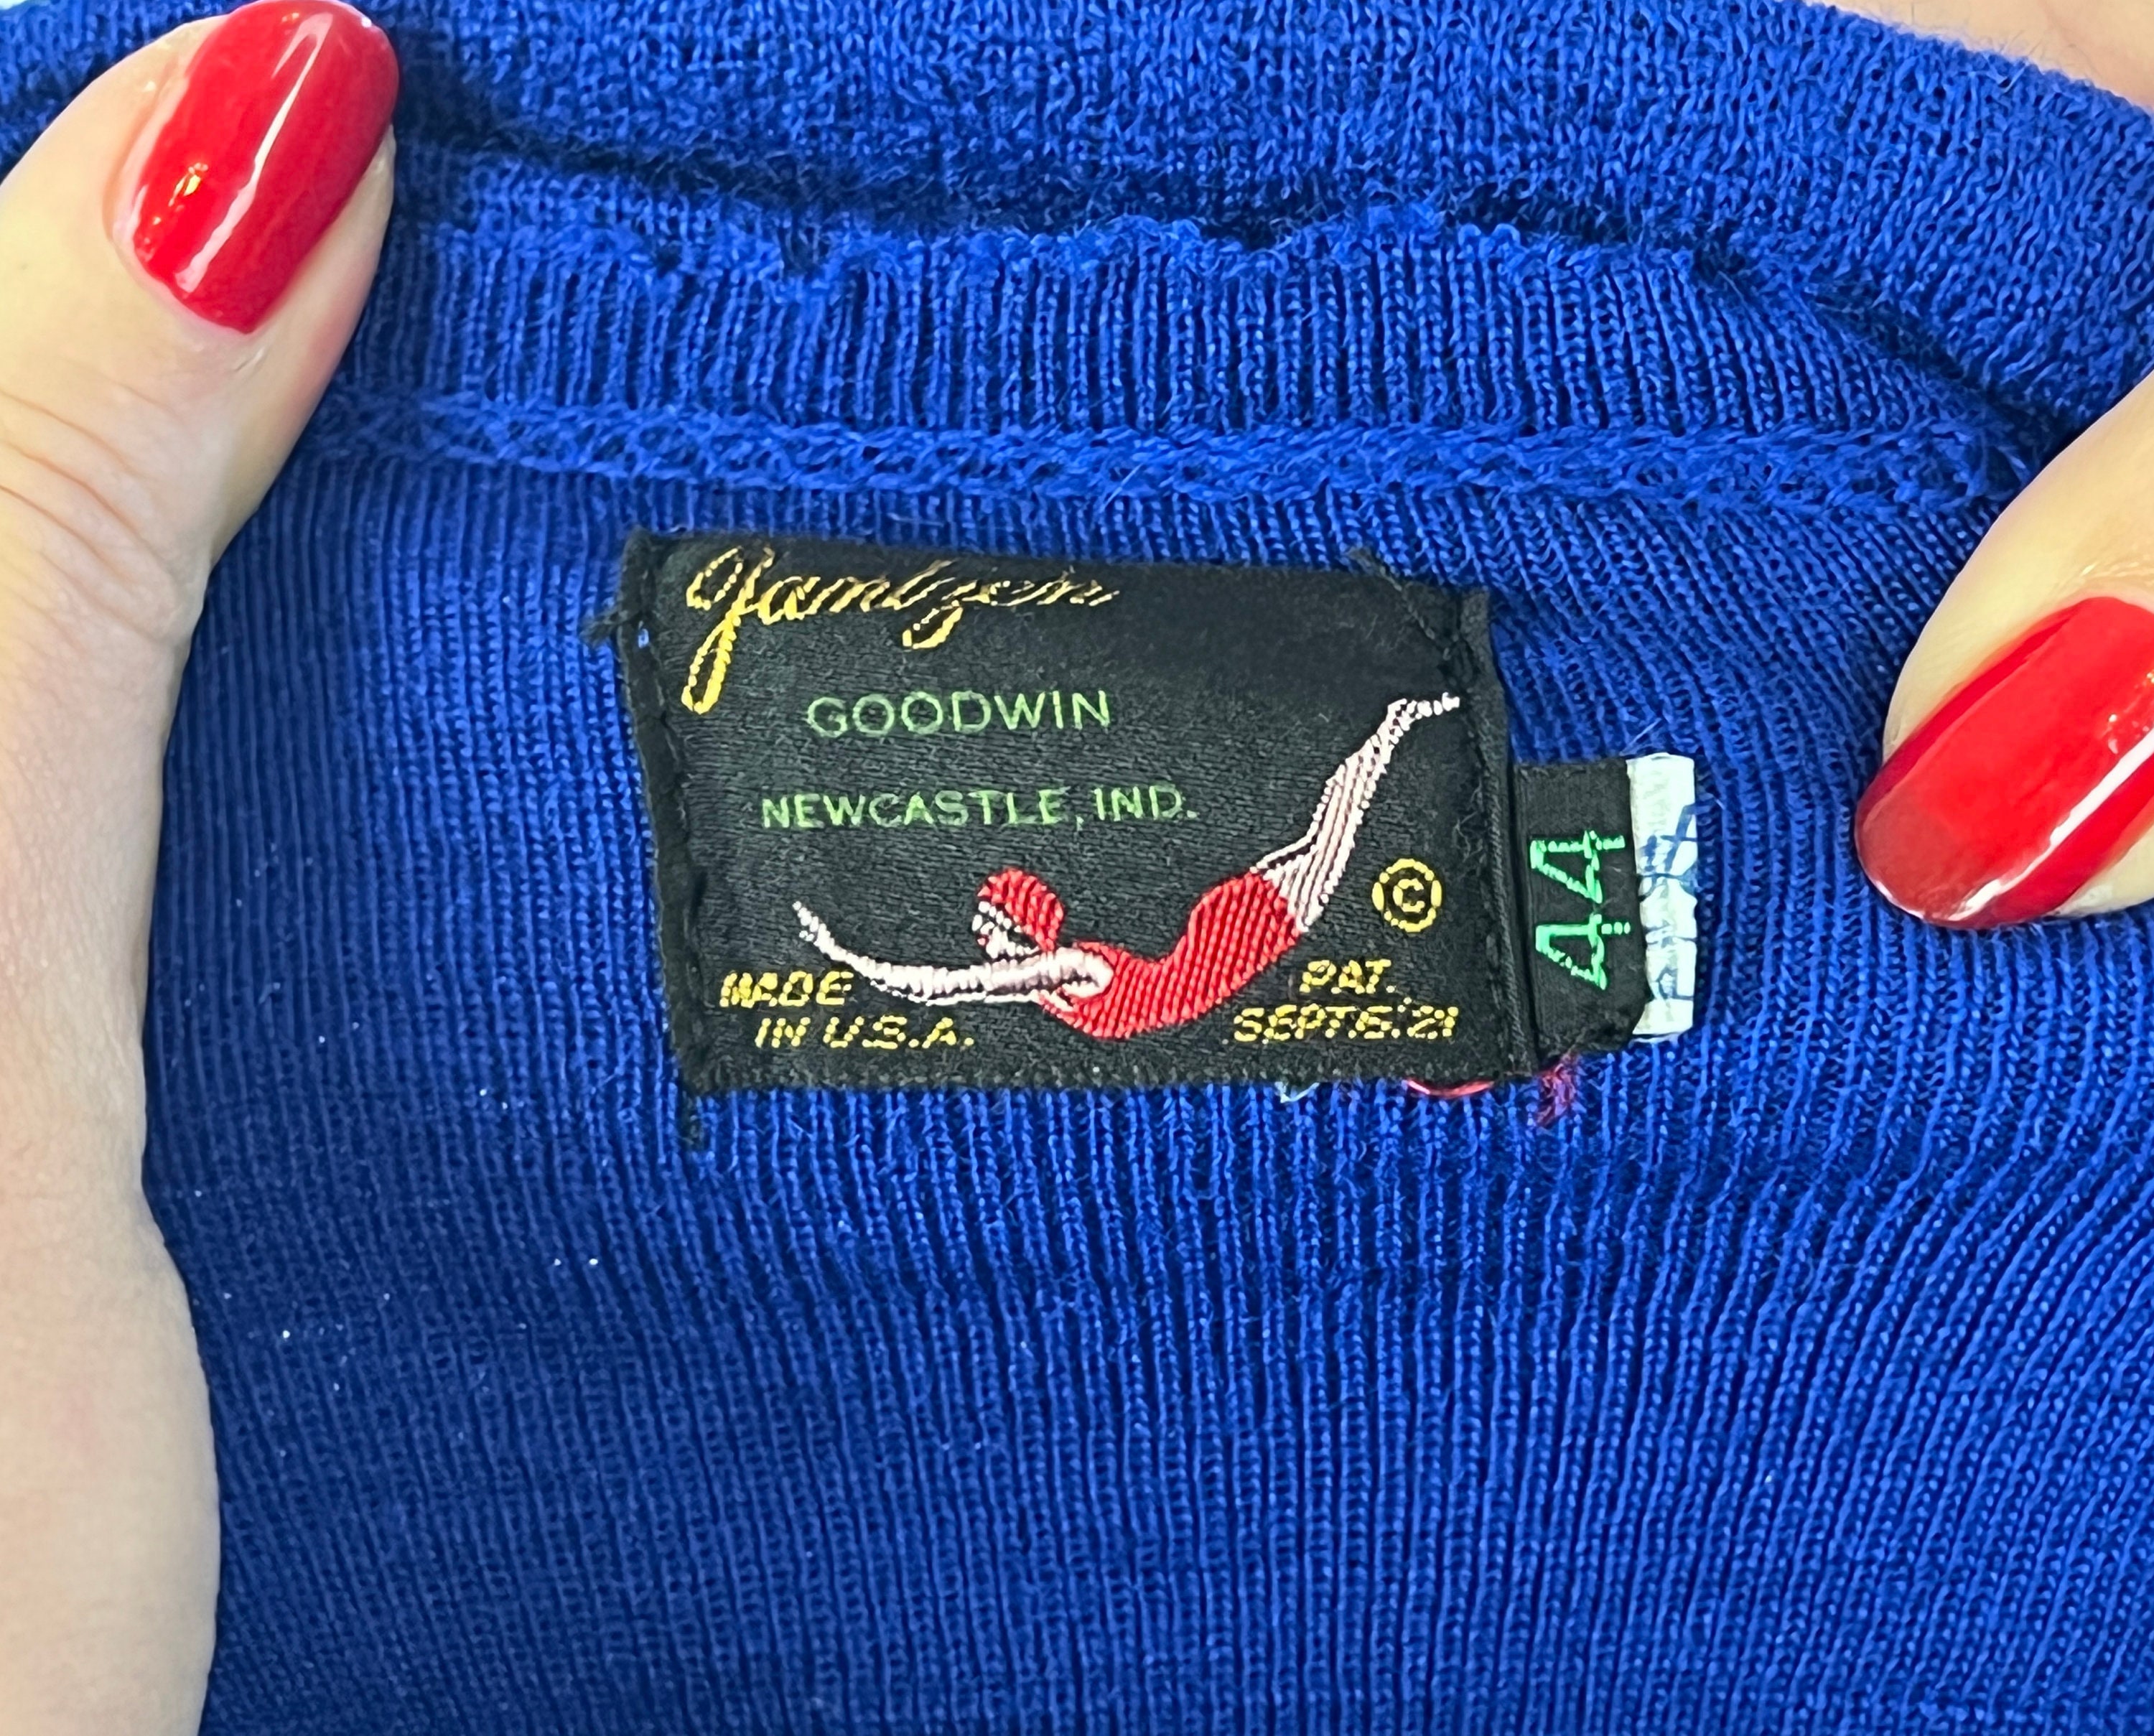 Jantzen
GOODWIN
NEWCASTLE, IND.
©
MADE
IN U.S.A.
PAT.
SEPT.6.'21
44